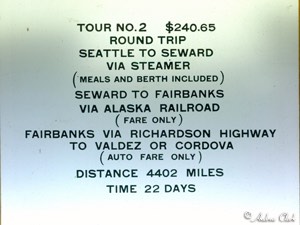 TOUR NO. 2 $240.65
ROUND TRIP
SEATTLE TO SEWARD
VIA STEAMER
(MEALS AND BERTH INCLUDED)
SEWARD TO FAIRBANKS
VIA ALASKA RAILROAD
(FARE ONLY)
FAIRBANKS VIA RICHARDSON HIGHWAY
TO VALDEZ OR CORDOVA
(AUTO FARE ONLY)
DISTANCE 4402 MILES
TIME 22 DAYS
©